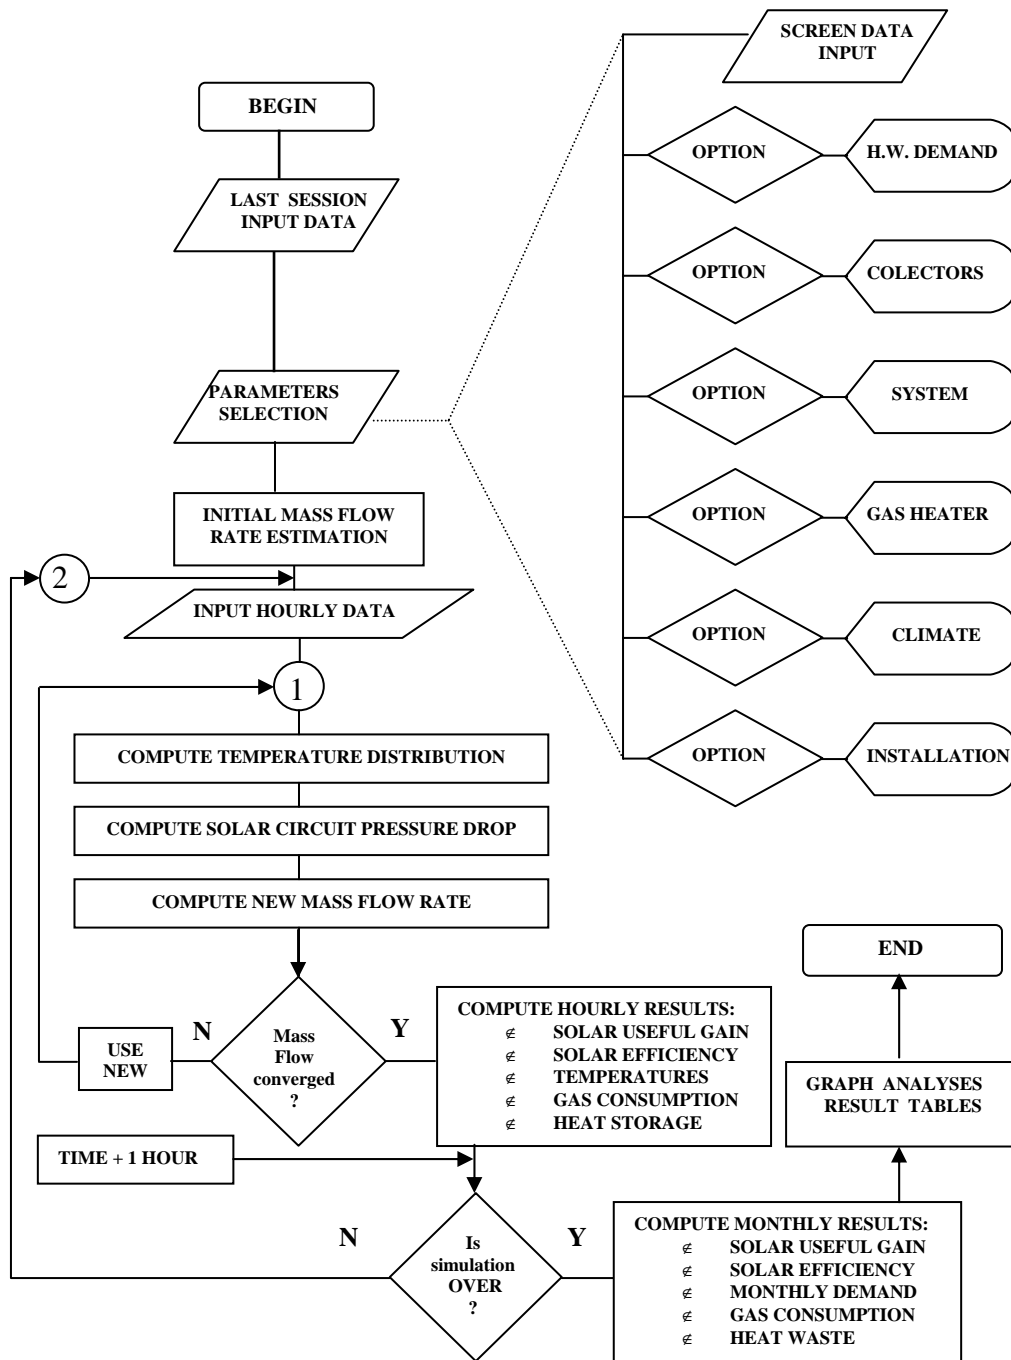 BEGIN
LAST SESSION
INPUT DATA
PARAMETERS
SELECTION
INITIAL MASS FLOW
RATE ESTIMATION
2
INPUT HOURLY DATA
1
COMPUTE TEMPERATURE DISTRIBUTION
COMPUTE SOLAR CIRCUIT PRESSURE DROP
COMPUTE NEW MASS FLOW RATE
N
Mass
Flow
converged
?
Y
USE
NEW
COMPUTE HOURLY RESULTS:
∉ SOLAR USEFUL GAIN
∉ SOLAR EFFICIENCY
∉ TEMPERATURES
∉ GAS CONSUMPTION
∉ HEAT STORAGE
TIME + 1 HOUR
N
Is
simulation
OVER
?
Y
COMPUTE MONTHLY RESULTS:
∉ SOLAR USEFUL GAIN
∉ SOLAR EFFICIENCY
∉ MONTHLY DEMAND
∉ GAS CONSUMPTION
∉ HEAT WASTE
GRAPH ANALYSES
RESULT TABLES
END
SCREEN DATA
INPUT
OPTION
H.W. DEMAND
OPTION
COLECTORS
OPTION
SYSTEM
OPTION
GAS HEATER
OPTION
CLIMATE
OPTION
INSTALLATION